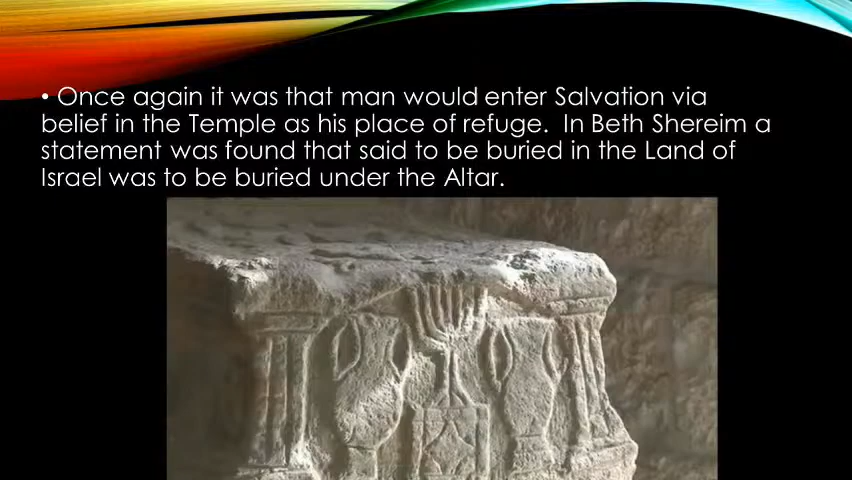 • Once again it was that man would enter Salvation via
belief in the Temple as his place of refuge.  In Beth Shereim a
statement was found that said to be buried in the Land of
Israel was to be buried under the Altar.